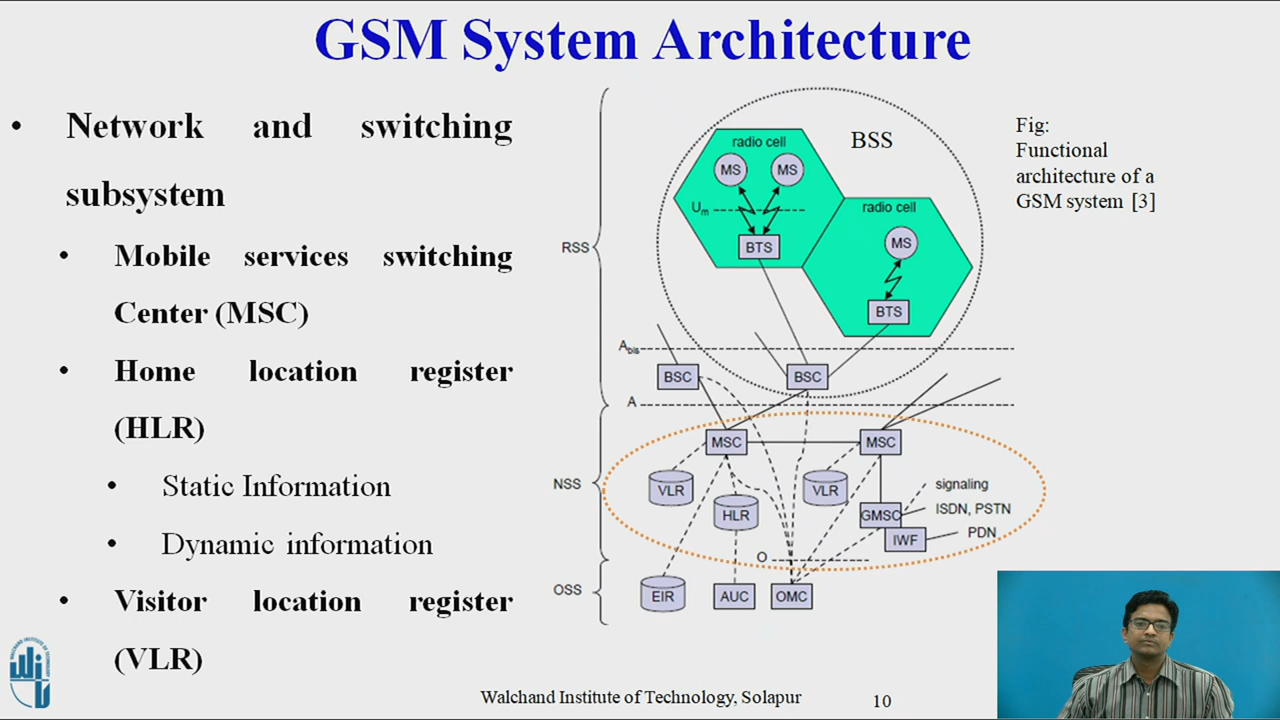 GSM System Architecture
• Network and switching
subsystem
• Mobile services switching
Center (MSC)
• Home location register
(HLR)
• Static Information
• Dynamic information
• Visitor location register
(VLR)
Fig:
Functional
architecture of a
GSM system [3]
BSS
radio cell
MS MS
Um
BTS
radio cell
MS
BTS
RSS
Abis
BSC BSC
A
MSC MSC
NSS
VLR VLR
HLR
GMSC
IWF
signaling
ISDN, PSTN
PDN
O
OSS
EIR AUC OMC
Walchand Institute of Technology, Solapur 10